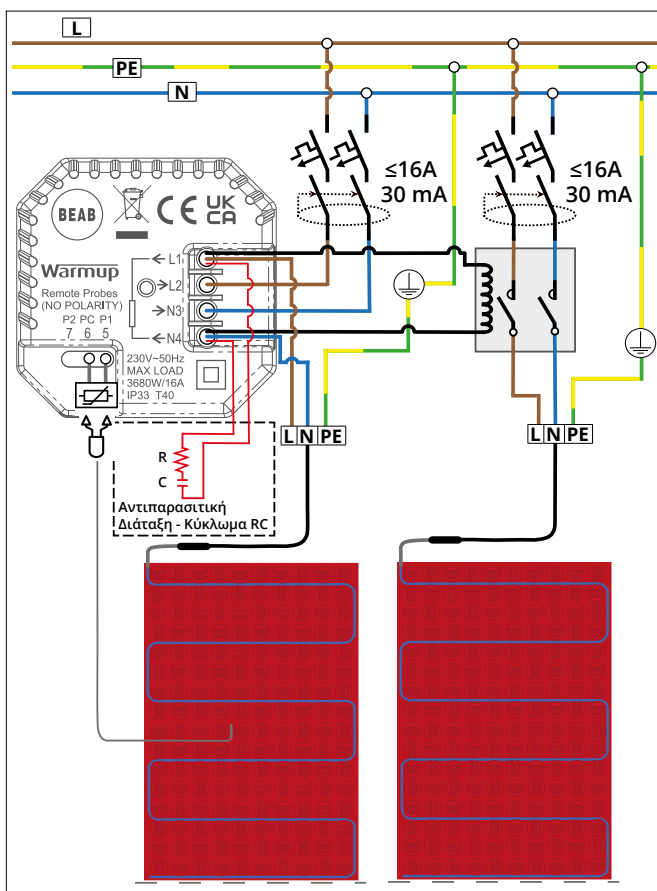 L
PE
N
≤16A
30 mA
≤16A
30 mA
BEAB
CE UK CA
Warmup
Remote Probes
(NO POLARITY)
P2 PC P1
7 6 5
L1
L2
N3
N4
230V~50Hz
MAX LOAD
3680W/16A
IP33 T40
L N PE
L N PE
R
C
Αντιπαρασιτική
Διάταξη - Κύκλωμα RC